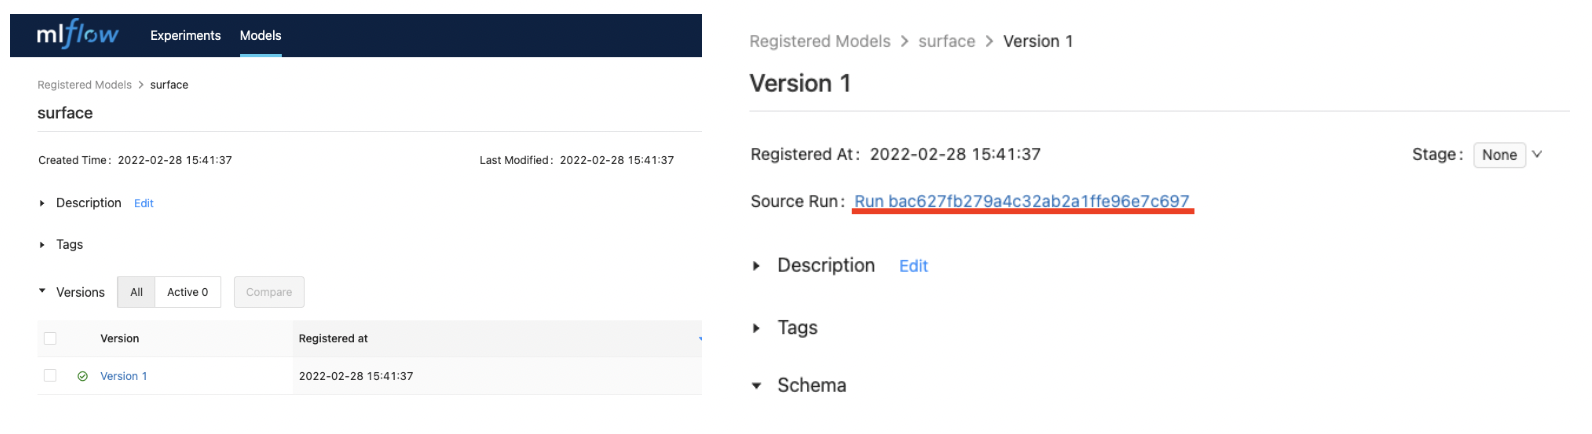 mlflow Experiments Models
Registered Models > surface
surface
Created Time: 2022-02-28 15:41:37 Last Modified: 2022-02-28 15:41:37
Description Edit
Tags
Versions All Active 0 Compare
Version Registered at
Version 1 2022-02-28 15:41:37
Registered Models > surface > Version 1
Version 1
Registered At: 2022-02-28 15:41:37 Stage: None
Source Run: Run bac627fb279a4c32ab2a1ffe96e7c697
Description Edit
Tags
Schema